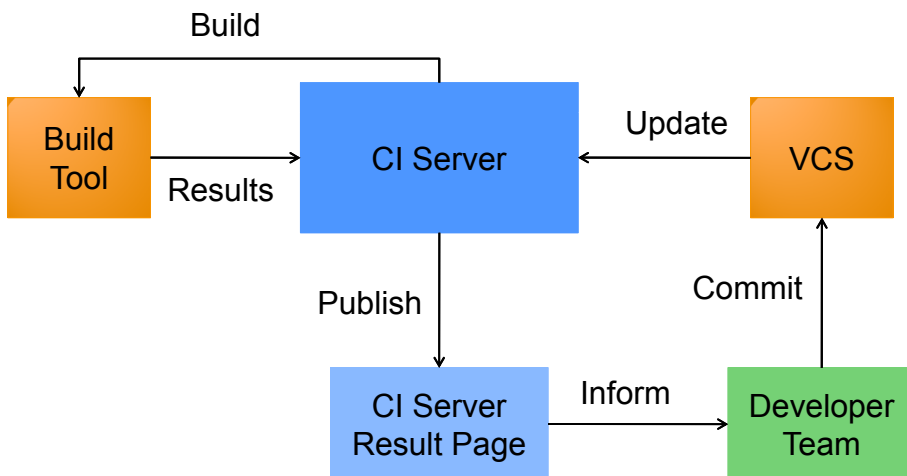 Build
Build
Tool
Results
CI Server
Update
VCS
Publish
Commit
CI Server
Result Page
Inform
Developer
Team